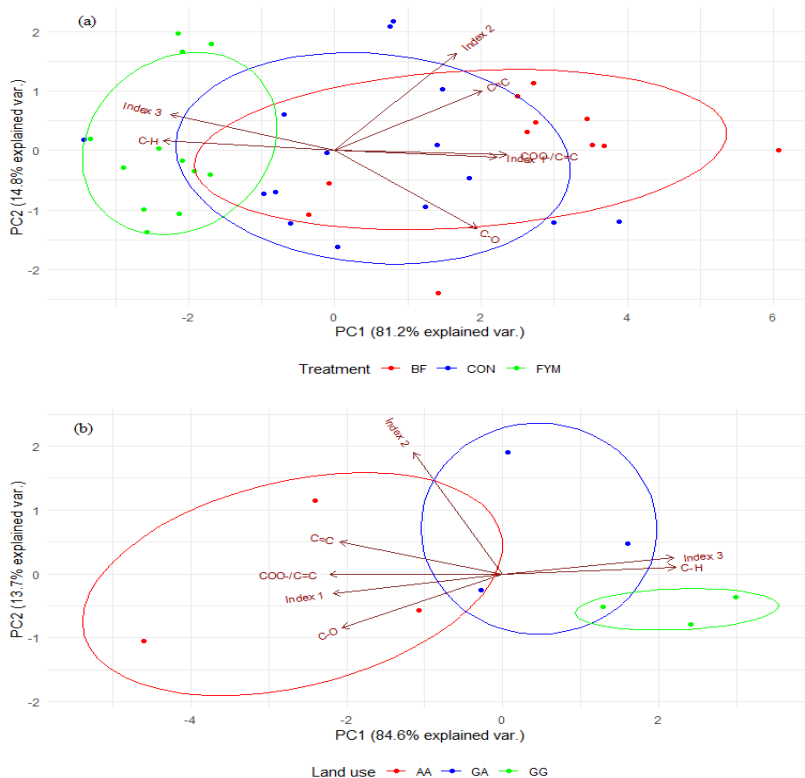 (a)
2
1
0
-1
-2
PC2 (14.8% explained var.)
Index 2
C=C
Index 3
C-H
COO-/C=C
Index 1
C-O
-2
0
2
4
6
PC1 (81.2% explained var.)
Treatment BF CON FYM
(b)
2
1
0
-1
-2
PC2 (13.7% explained var.)
Index 2
C=C
COO-/C=C
Index 1
C-O
Index 3
C-H
-4
-2
0
2
PC1 (84.6% explained var.)
Land use AA GA GG